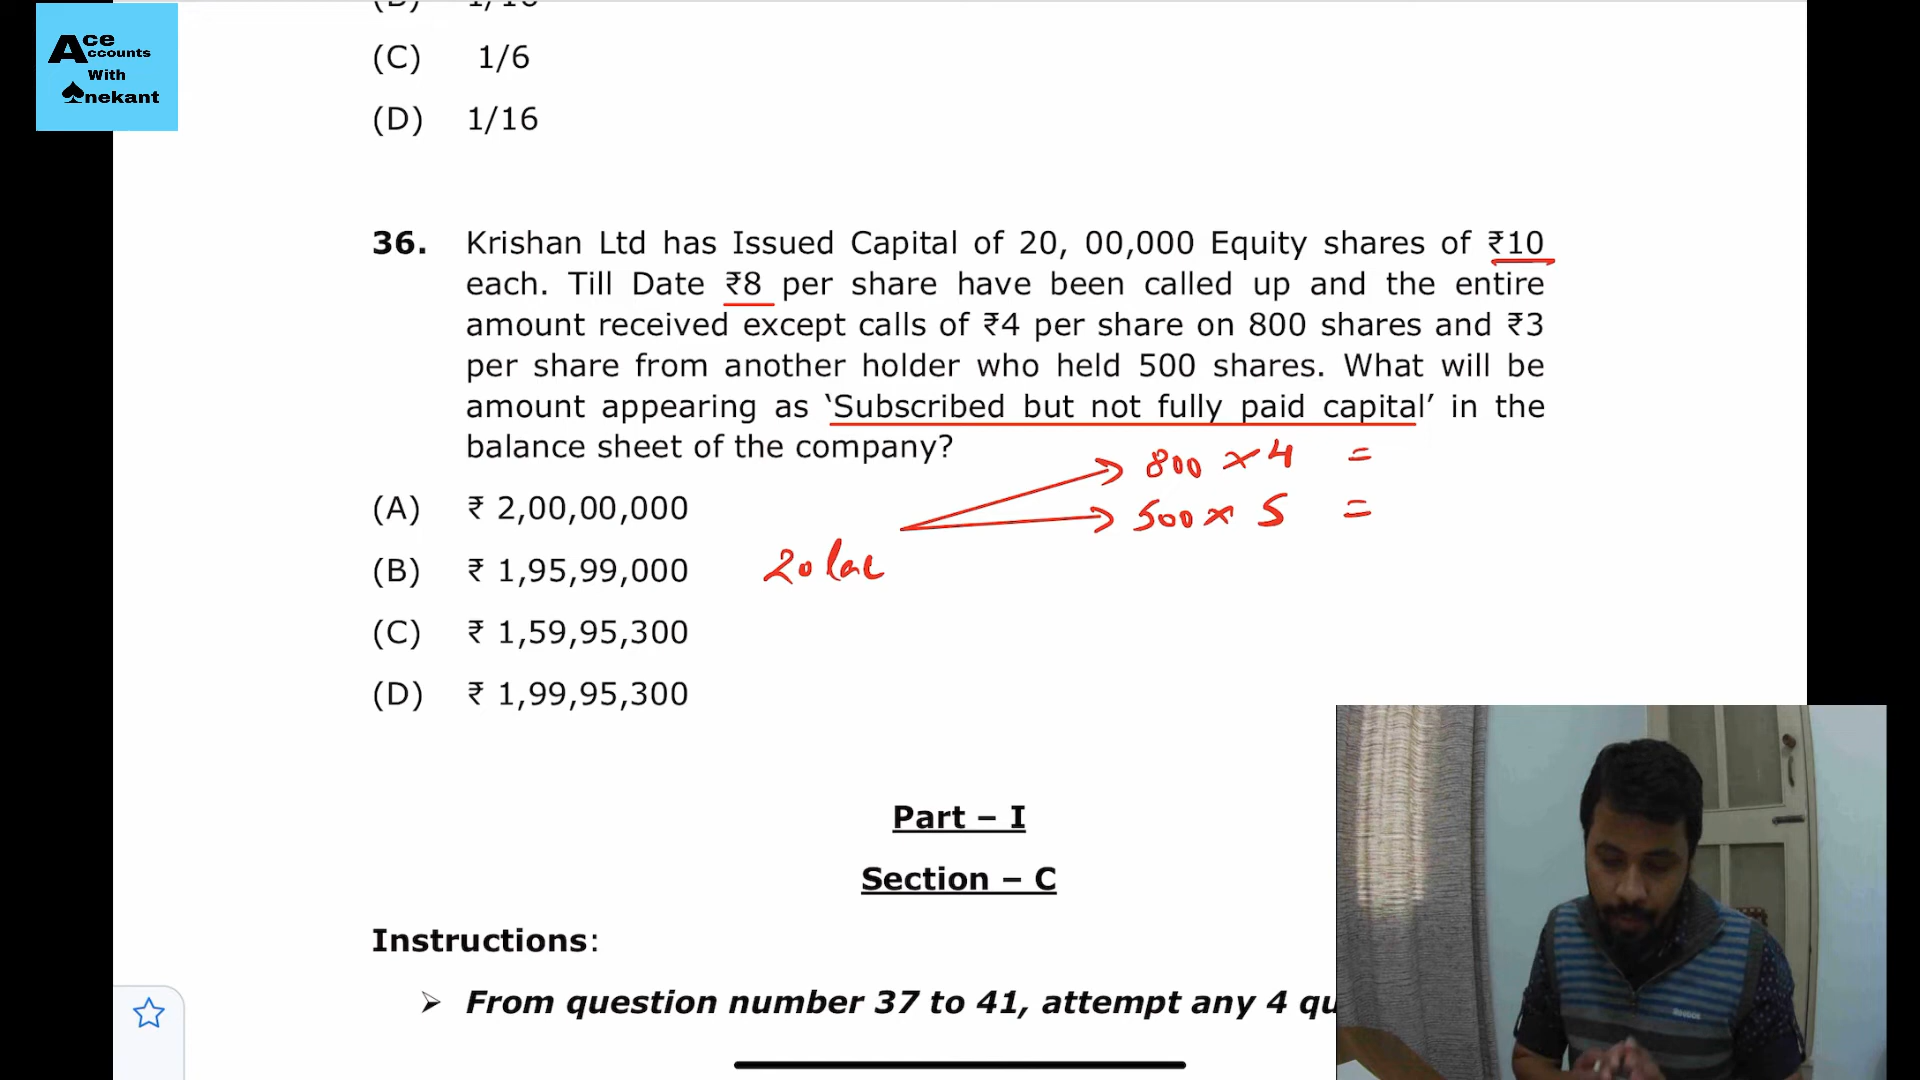 Ace
Accounts
With
Anekant
(C) 1/6
(D) 1/16
36. Krishan Ltd has Issued Capital of 20, 00,000 Equity shares of ₹10
each. Till Date ₹8 per share have been called up and the entire
amount received except calls of ₹4 per share on 800 shares and ₹3
per share from another holder who held 500 shares. What will be
amount appearing as ‘Subscribed but not fully paid capital’ in the
balance sheet of the company?
800 × 4 =
(A) ₹ 2,00,00,000
500 × 5 =
(B) ₹ 1,95,99,000
20 lac
(C) ₹ 1,59,95,300
(D) ₹ 1,99,95,300
Part – I
Section – C
Instructions:
➢ From question number 37 to 41, attempt any 4 qu